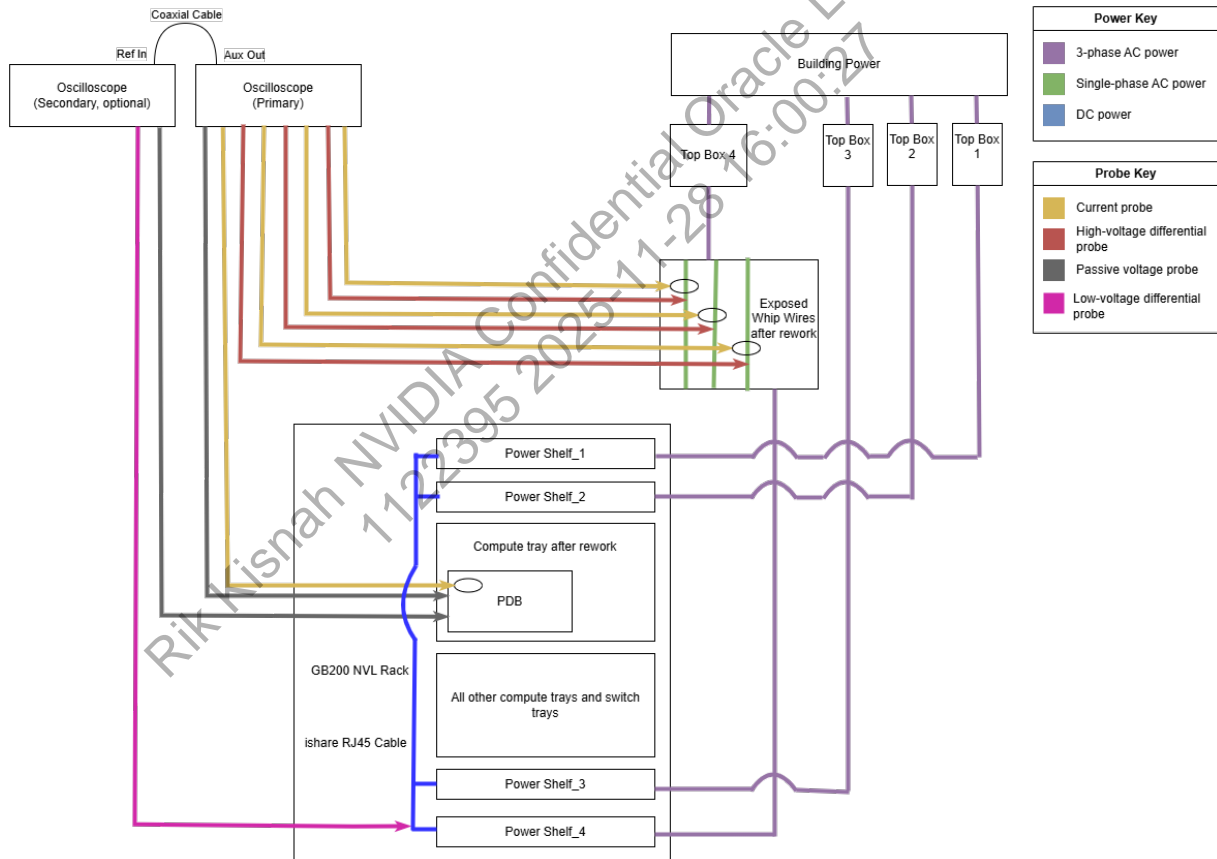 Coaxial Cable
Ref In
Aux Out
Oscilloscope
(Secondary, optional)
Oscilloscope
(Primary)
Building Power
Top Box 4
Top Box
3
Top Box
2
Top Box
1
Power Key
3-phase AC power
Single-phase AC power
DC power
Probe Key
Current probe
High-voltage differential
probe
Passive voltage probe
Low-voltage differential
probe
Exposed
Whip Wires
after rework
Power Shelf_1
Power Shelf_2
Compute tray after rework
PDB
GB200 NVL Rack
All other compute trays and switch
trays
ishare RJ45 Cable
Power Shelf_3
Power Shelf_4
Rik Kisnah NVIDIA Confidential Oracle
1122395 2025-11-28 16:00:27